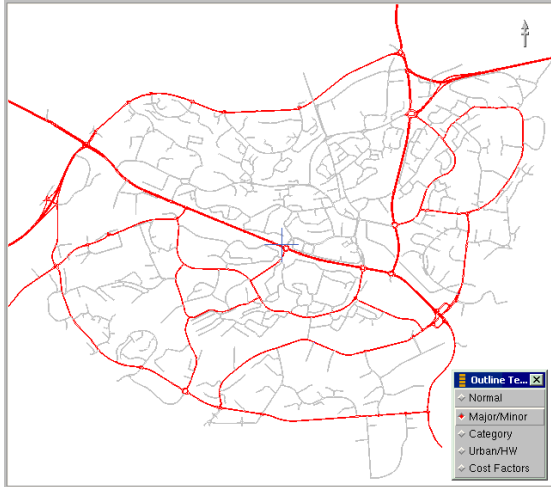 Outline Te...
Normal
Major/Minor
Category
Urban/HW
Cost Factors